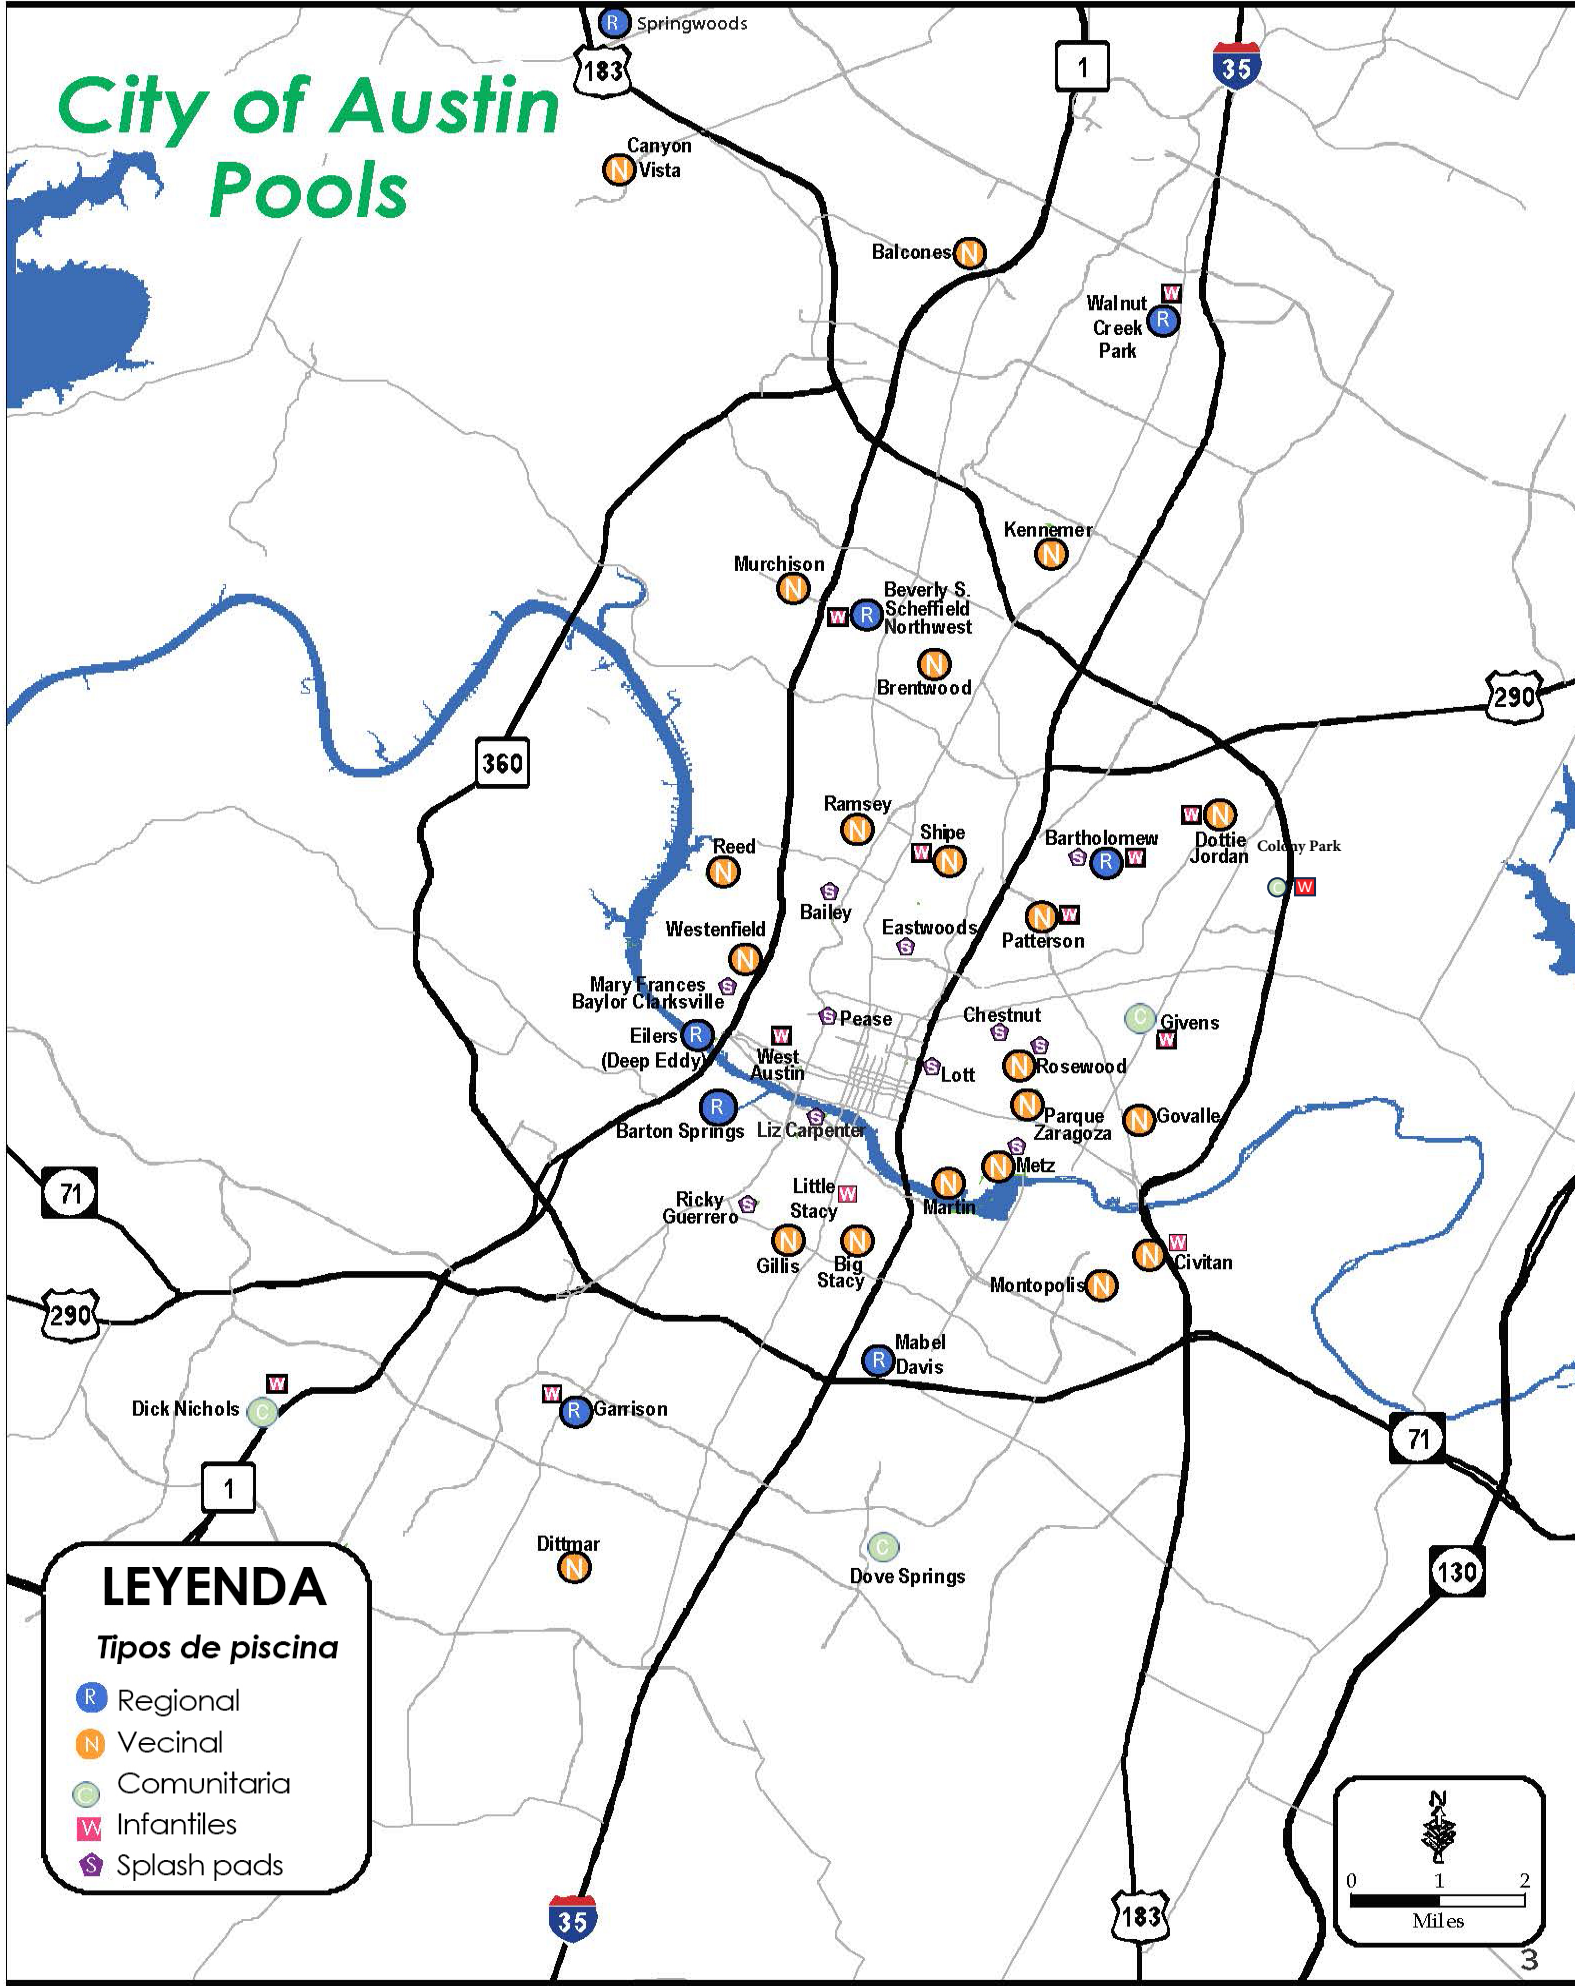 R Springwoods
183
1
35
City of Austin
Pools
Canyon
N Vista
Balcones N
W
Walnut
Creek R
Park
Kennemer
N
Murchison
N
Beverly S.
W R Scheffield
Northwest
N
Brentwood
290
360
Ramsey
N
Shipe
W N
Reed
N
Bartholomew
S R W
W N
Dottie
Jordan
Colony Park
C W
S
Bailey
Eastwoods
S
N W
Patterson
Westenfield
N
Mary Frances S
Baylor Clarksville
Eilers R
(Deep Eddy)
W
West
Austin
S Pease
Chestnut
S
S
N Rosewood
C Givens
W
S Lott
R
Barton Springs
S
Liz Carpenter
N Parque
Zaragoza
N Govalle
S
N Metz
N
Martin
71
Ricky S
Guerrero
Little W
Stacy
N
Gillis
N
Big
Stacy
W
N Civitan
Montopolis N
290
Mabel
R Davis
W
Dick Nichols C
W
R Garrison
71
1
Dittmar
N
C
Dove Springs
130
LEYENDA
Tipos de piscina
R Regional
N Vecinal
C Comunitaria
W Infantiles
S Splash pads
35
183
N
0 1 2
Miles
3